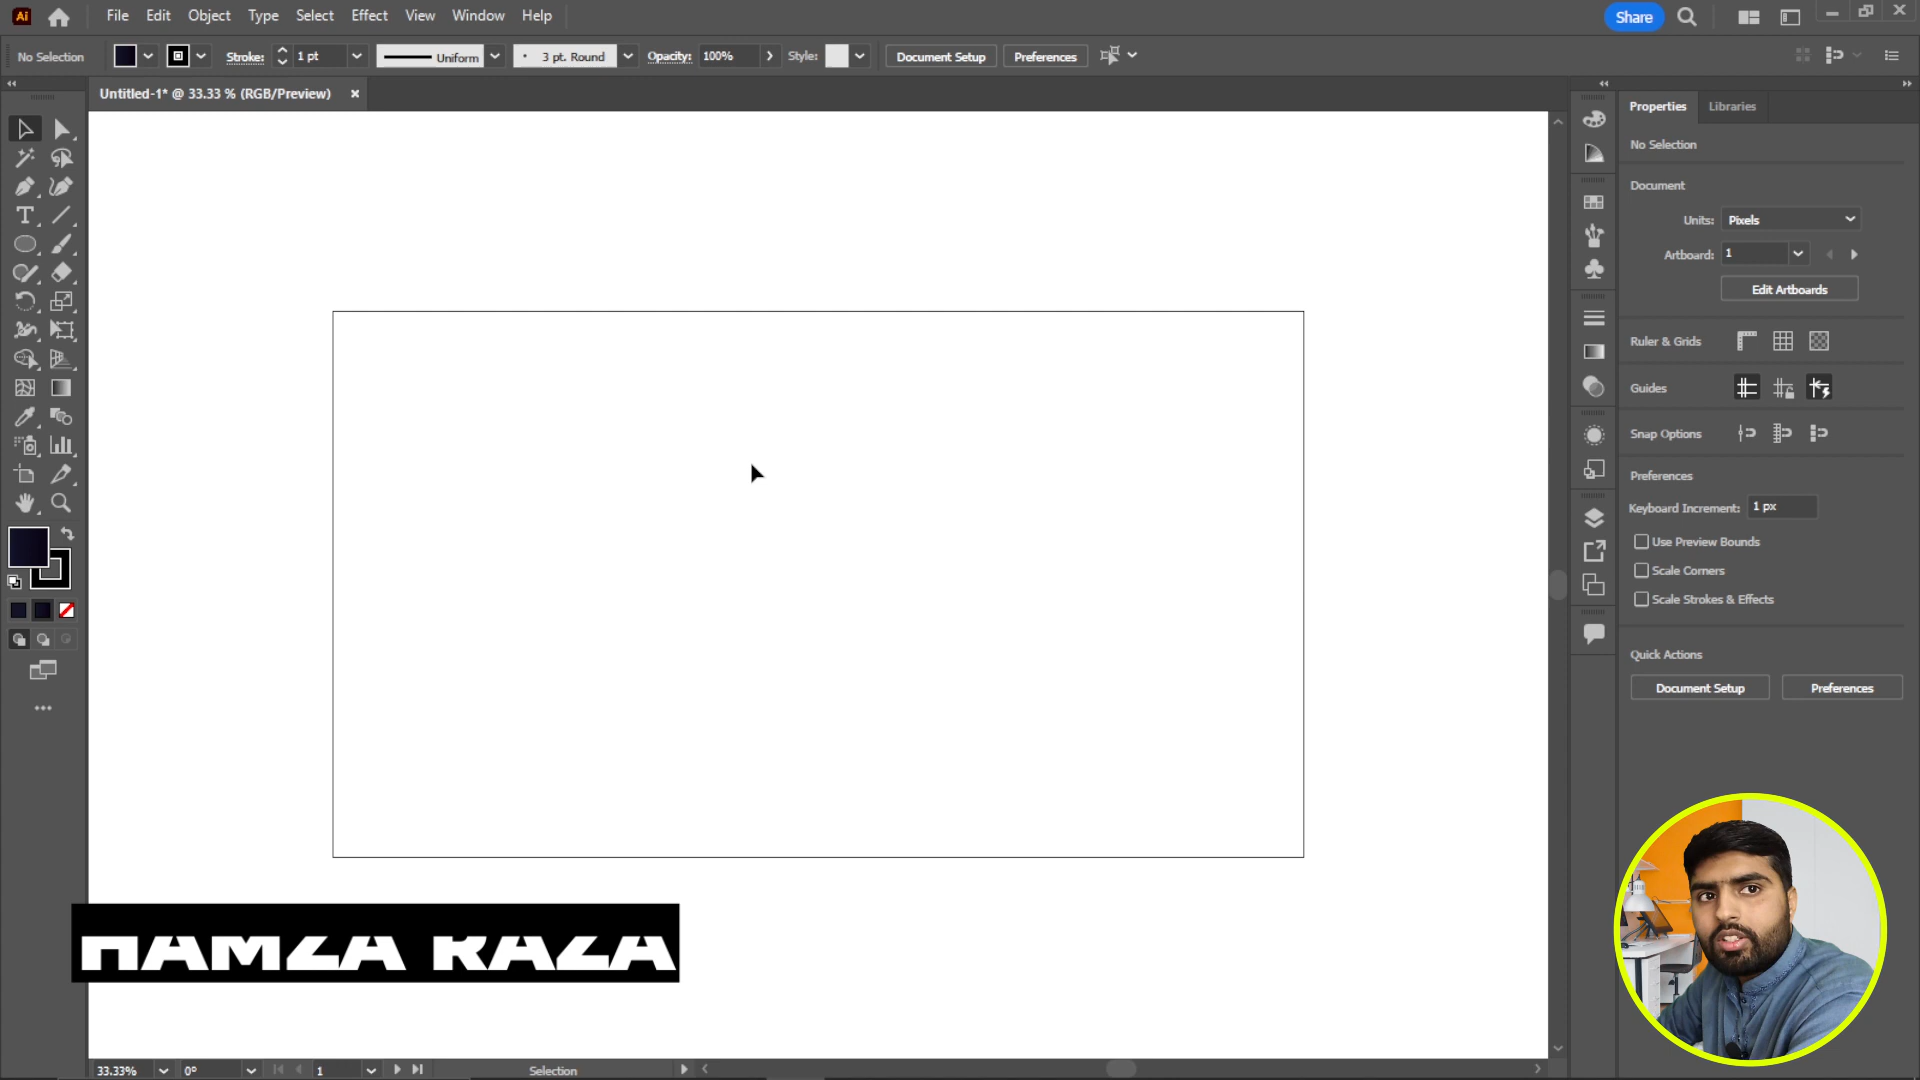 Ai File Edit Object Type Select Effect View Window Help Share
No Selection Stroke: 1 pt Uniform 3 pt. Round Opacity: 100% Style: Document Setup Preferences
Untitled-1* @ 33.33 % (RGB/Preview)
Properties Libraries
No Selection
Document
Units: Pixels
Artboard: 1
Edit Artboards
Ruler & Grids
Guides
Snap Options
Preferences
Keyboard Increment: 1 px
Use Preview Bounds
Scale Corners
Scale Strokes & Effects
Quick Actions
Document Setup Preferences
HAMZA RAZA
33.33% 0° 1 Selection